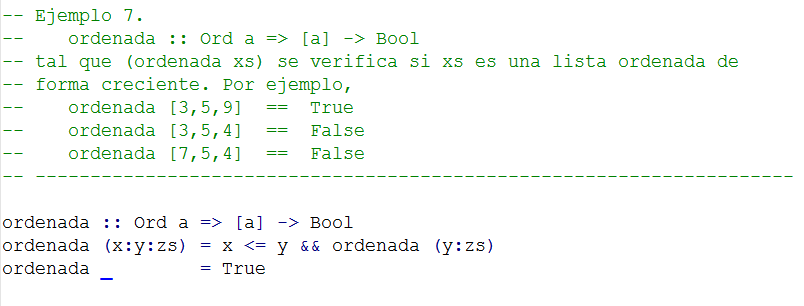 -- Ejemplo 7.
--    ordenada :: Ord a => [a] -> Bool
-- tal que (ordenada xs) se verifica si xs es una lista ordenada de
-- forma creciente. Por ejemplo,
--    ordenada [3,5,9]  ==  True
--    ordenada [3,5,4]  ==  False
--    ordenada [7,5,4]  ==  False
-- ---------------------------------------------------------------------
ordenada :: Ord a => [a] -> Bool
ordenada (x:y:zs) = x <= y && ordenada (y:zs)
ordenada _        = True